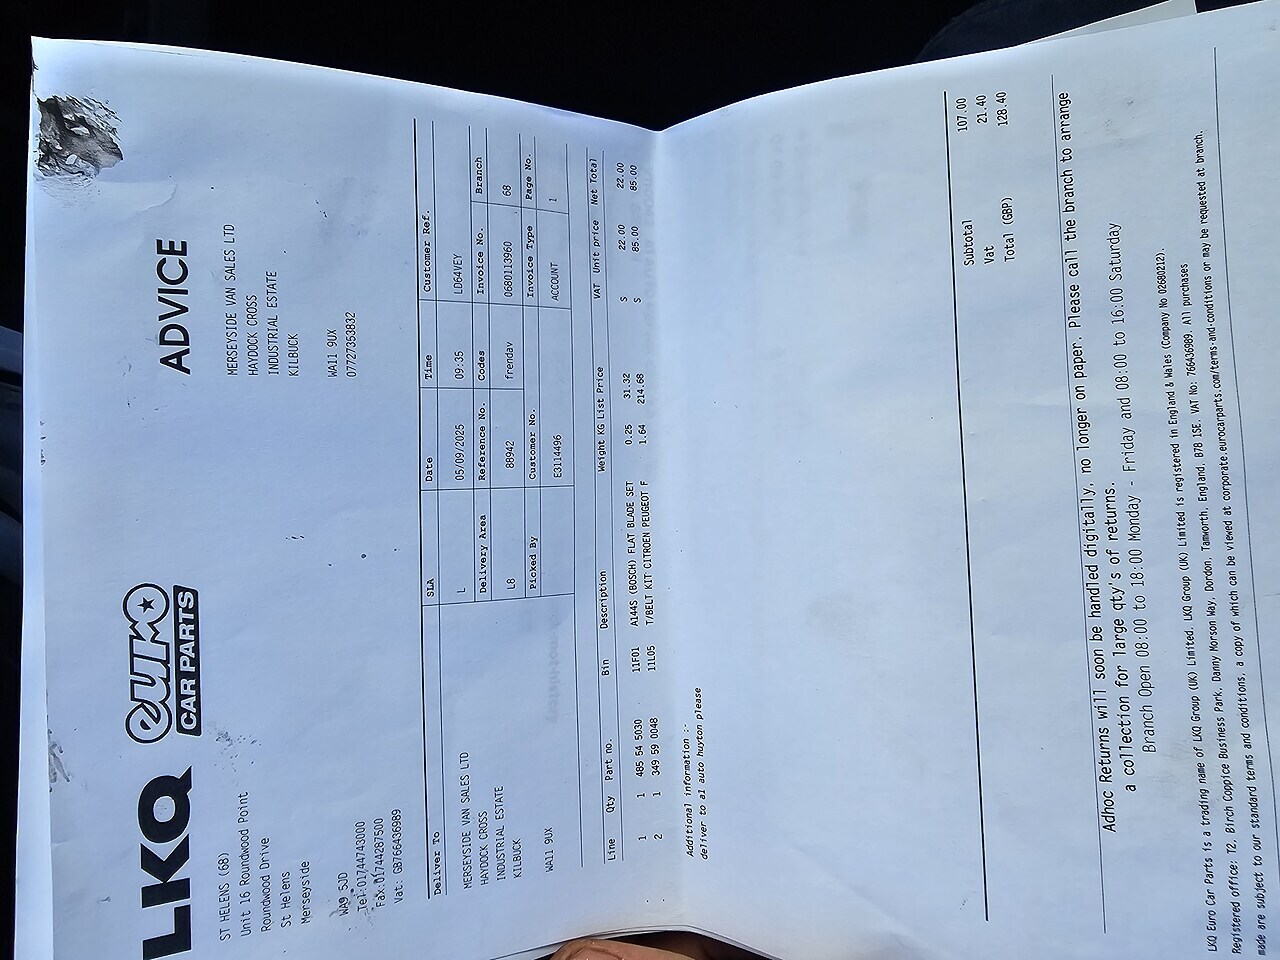 LKQ euro CAR PARTS
ADVICE
ST HELENS (68)
Unit 16 Roundwood Point
Roundwood Drive
St Helens
Merseyside
WA9 5JD
Tel:01744743000
Fax:01744287500
Vat: GB766436989
MERSEYSIDE VAN SALES LTD
HAYDOCK CROSS
INDUSTRIAL ESTATE
KILBUCK
WA11 9UX
07727353832
Deliver To
MERSEYSIDE VAN SALES LTD
HAYDOCK CROSS
INDUSTRIAL ESTATE
KILBUCK
WA11 9UX
SLA Date Time Customer Ref.
L 05/09/2025 09:35 LD64VEY
Delivery Area Reference No. Codes Invoice No. Branch
L8 88942 frendav 0680113960 68
Picked By Customer No. Invoice Type Page No.
E3114496 ACCOUNT 1
Line Qty Part no. Bin Description Weight KG List Price VAT Unit price Net Total
1 1 485 54 5030 11F01 A144S (BOSCH) FLAT BLADE SET 0.25 31.32 S 22.00 22.00
2 1 349 59 0048 11L05 T/BELT KIT CITROEN PEUGEOT F 1.64 214.68 S 85.00 85.00
Additional information :-
deliver to a1 auto huyton please
Subtotal 107.00
Vat 21.40
Total (GBP) 128.40
Adhoc Returns will soon be handled digitally, no longer on paper. Please call the branch to arrange
a collection for large qty's of returns.
Branch Open 08:00 to 18:00 Monday - Friday and 08:00 to 16:00 Saturday
LKQ Euro Car Parts is a trading name of LKQ Group (UK) Limited. LKQ Group (UK) Limited is registered in England & Wales (Company No 02680212).
Registered office: T2, Birch Coppice Business Park, Danny Morson Way, Dordon, Tamworth, England, B78 1SE. VAT No: 766436989. All purchases
made are subject to our standard terms and conditions, a copy of which can be viewed at corporate.eurocarparts.com/terms-and-conditions or may be requested at branch.